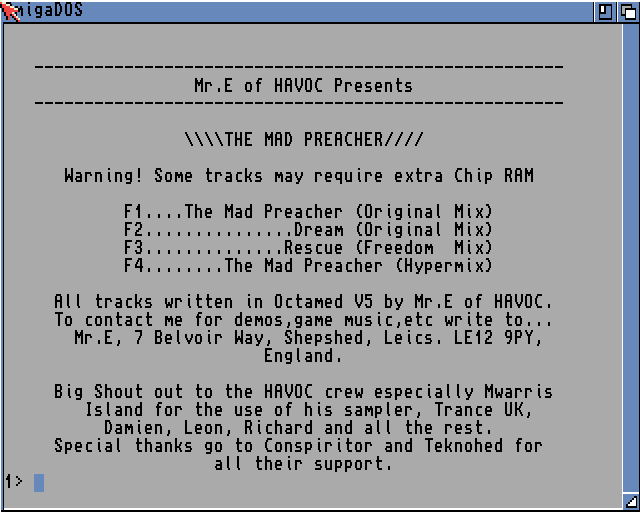 AmigaDOS
------------------------------------------------------
Mr.E of HAVOC Presents
------------------------------------------------------
\\\\THE MAD PREACHER////
Warning! Some tracks may require extra Chip RAM
F1....The Mad Preacher (Original Mix)
F2...............Dream (Original Mix)
F3..............Rescue (Freedom  Mix)
F4........The Mad Preacher (Hypermix)
All tracks written in Octamed V5 by Mr.E of HAVOC.
To contact me for demos,game music,etc write to...
Mr.E, 7 Belvoir Way, Shepshed, Leics. LE12 9PY,
England.
Big Shout out to the HAVOC crew especially Mwarris
Island for the use of his sampler, Trance UK,
Damien, Leon, Richard and all the rest.
Special thanks go to Conspiritor and Teknohed for
all their support.
1>